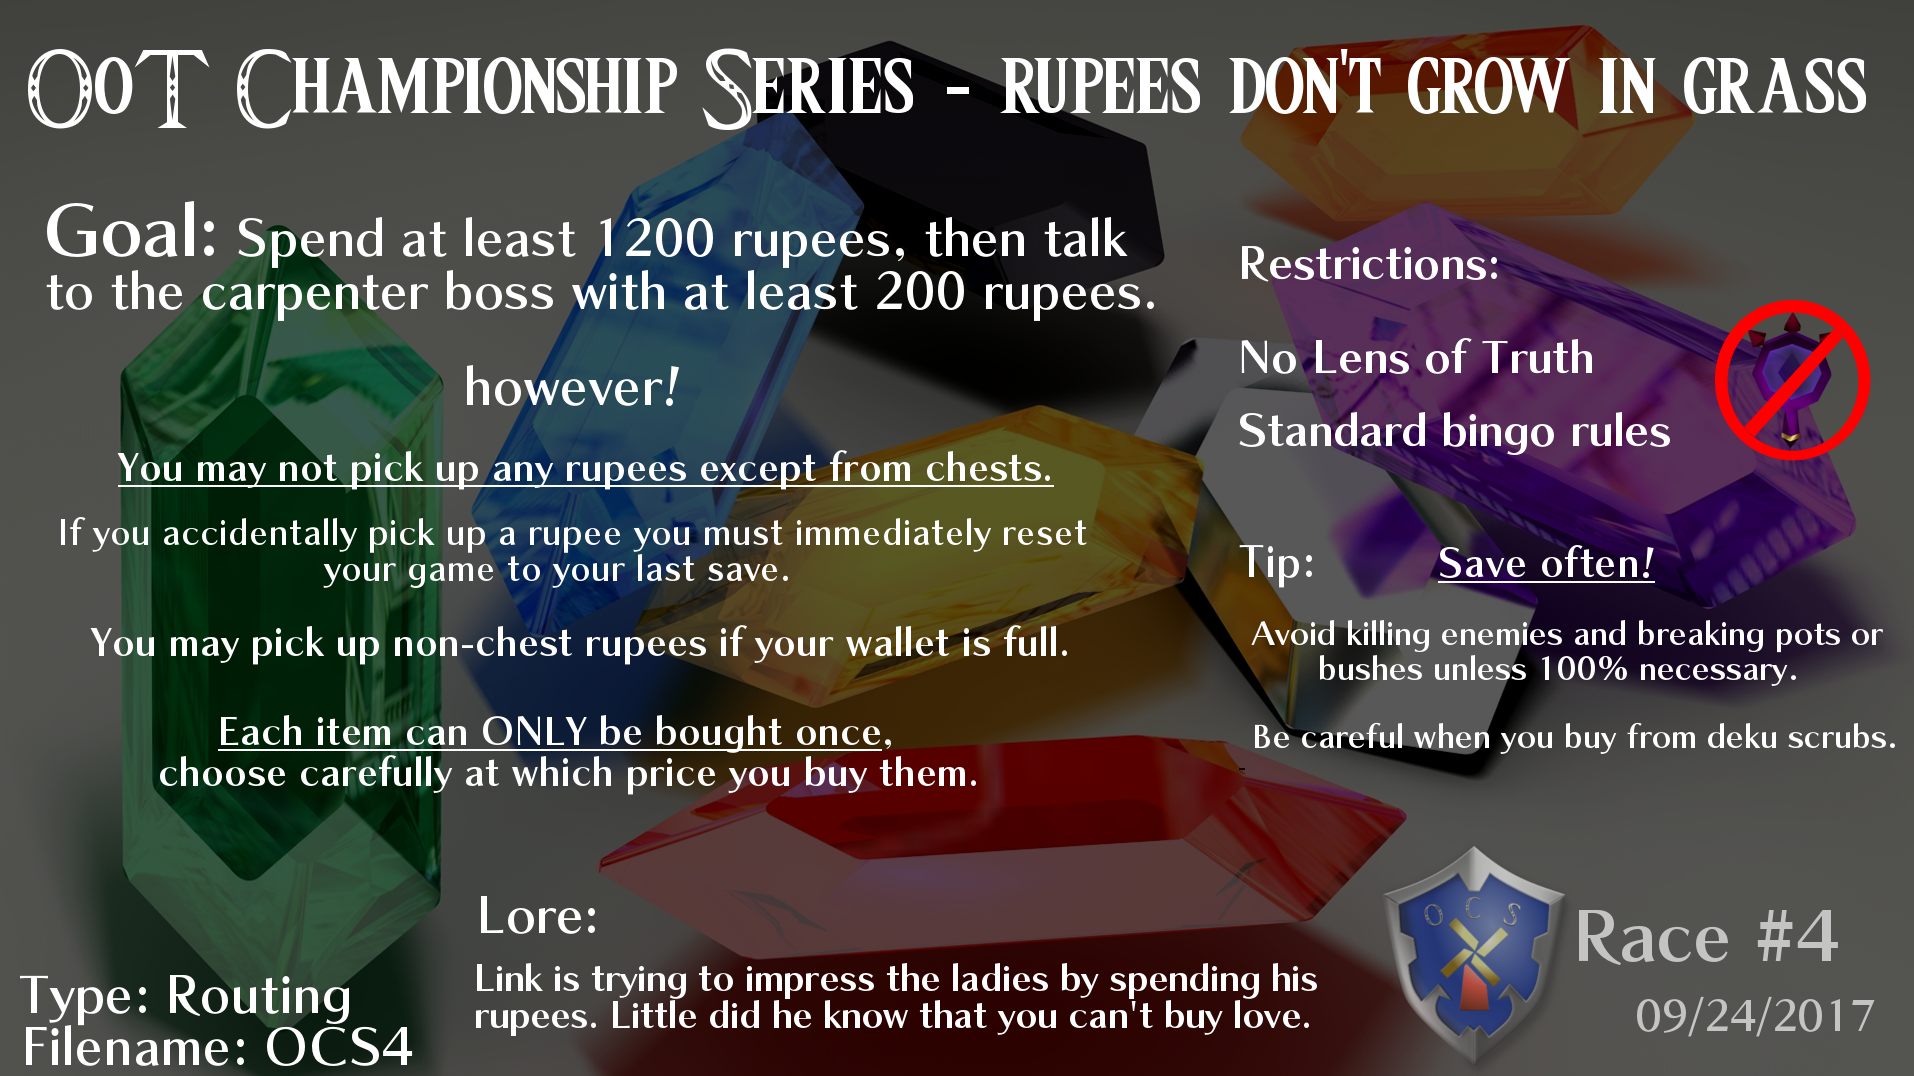 OoT Championship Series - rupees don't grow in grass
Goal: Spend at least 1200 rupees, then talk
to the carpenter boss with at least 200 rupees.
however!
You may not pick up any rupees except from chests.
If you accidentally pick up a rupee you must immediately reset
your game to your last save.
You may pick up non-chest rupees if your wallet is full.
Each item can ONLY be bought once,
choose carefully at which price you buy them.
Restrictions:
No Lens of Truth
Standard bingo rules
Tip: Save often!
Avoid killing enemies and breaking pots or
bushes unless 100% necessary.
Be careful when you buy from deku scrubs.
Lore:
Link is trying to impress the ladies by spending his
rupees. Little did he know that you can't buy love.
Type: Routing
Filename: OCS4
O C S
Race #4
09/24/2017